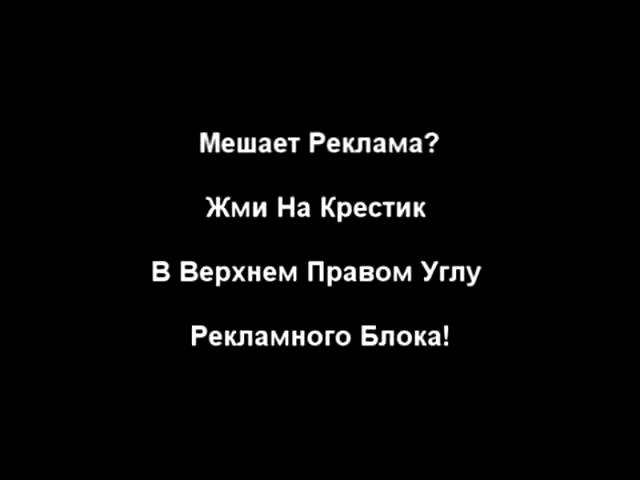 Мешает Реклама?
Жми На Крестик
В Верхнем Правом Углу
Рекламного Блока!